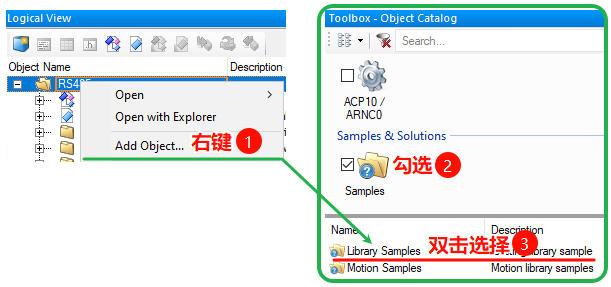 Logical View
Object Name
Description
RS485
Open
Open with Explorer
Add Object...
右键 1
Toolbox - Object Catalog
Search...
ACP10 /
ARNC0
Samples & Solutions
勾选 2
Samples
Name
Description
双击选择 3
Library Samples
library sample
Motion Samples
Motion library samples